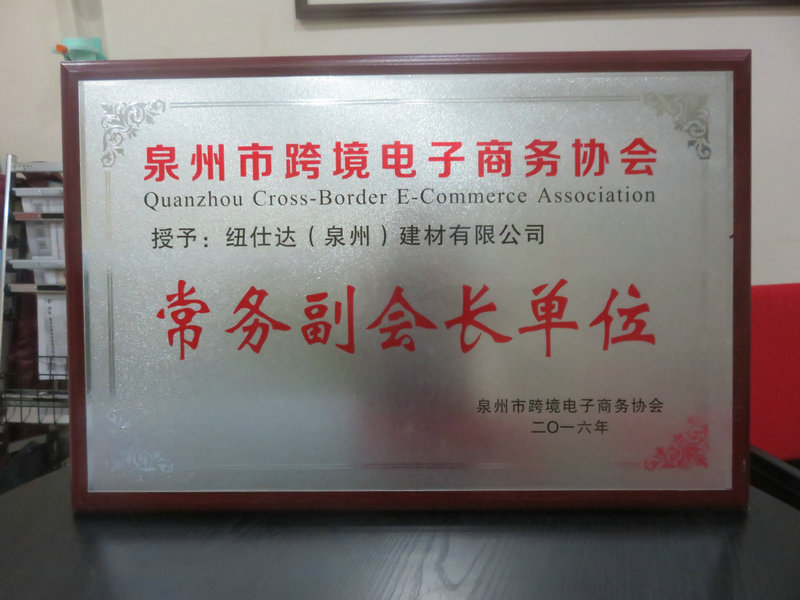 泉州市跨境电子商务协会
Quanzhou Cross-Border E-Commerce Association
授予：纽仕达（泉州）建材有限公司
常务副会长单位
泉州市跨境电子商务协会
二〇一六年